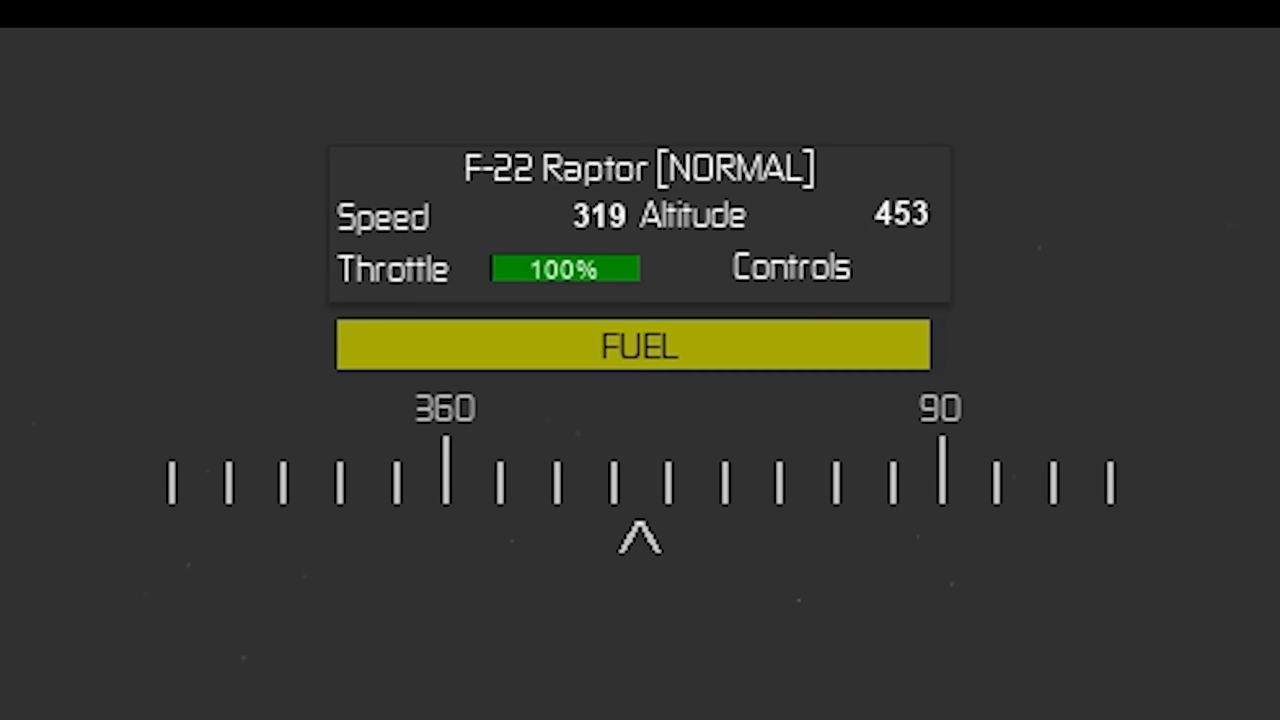 F-22 Raptor [NORMAL]
Speed 319 Altitude 453
Throttle 100% Controls
FUEL
360 90